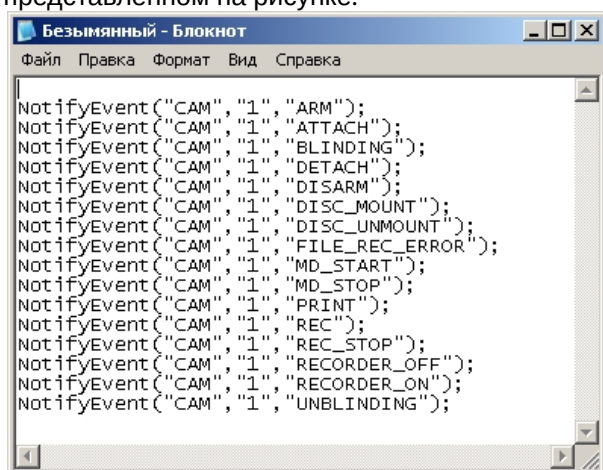 представленном на рисунке.
Безымянный - Блокнот
Файл Правка Формат Вид Справка
NotifyEvent("CAM","1","ARM");
NotifyEvent("CAM","1","ATTACH");
NotifyEvent("CAM","1","BLINDING");
NotifyEvent("CAM","1","DETACH");
NotifyEvent("CAM","1","DISARM");
NotifyEvent("CAM","1","DISC_MOUNT");
NotifyEvent("CAM","1","DISC_UNMOUNT");
NotifyEvent("CAM","1","FILE_REC_ERROR");
NotifyEvent("CAM","1","MD_START");
NotifyEvent("CAM","1","MD_STOP");
NotifyEvent("CAM","1","PRINT");
NotifyEvent("CAM","1","REC");
NotifyEvent("CAM","1","REC_STOP");
NotifyEvent("CAM","1","RECORDER_OFF");
NotifyEvent("CAM","1","RECORDER_ON");
NotifyEvent("CAM","1","UNBLINDING");